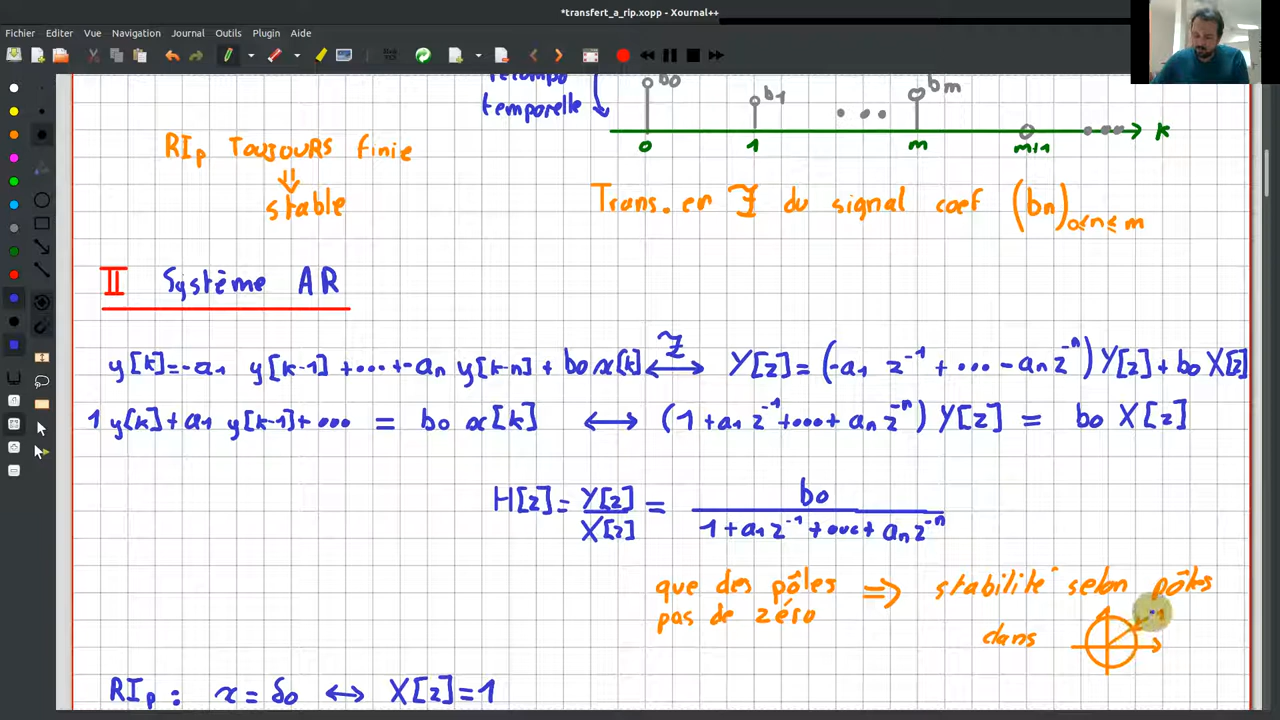 *transfert_a_rip.xopp - Xournal++
Fichier Editer Vue Navigation Journal Outils Plugin Aide
temporelle
b0 b1 bm
0 1 m m+1 k
RIp TOUJOURS finie
⇓
stable
Trans. en Z du signal coef (bn)0≤n≤m
II Système AR
y[k]=-a1 y[k-1]+...+-an y[k-n]+b0 x[k] ⟷ Z Y[z]=(-a1 z⁻¹+...-an z⁻ⁿ)Y[z]+b0 X[z]
1 y[k]+a1 y[k-1]+... = b0 x[k] ⟷ (1+a1 z⁻¹+...+an z⁻ⁿ) Y[z] = b0 X[z]
H[z]= Y[z]/X[z] = b0/(1+a1 z⁻¹+...+an z⁻ⁿ)
que des pôles ⇒ stabilité selon pôles
pas de zéro
dans 1
RIp : x=δ0 ⟷ X[z]=1